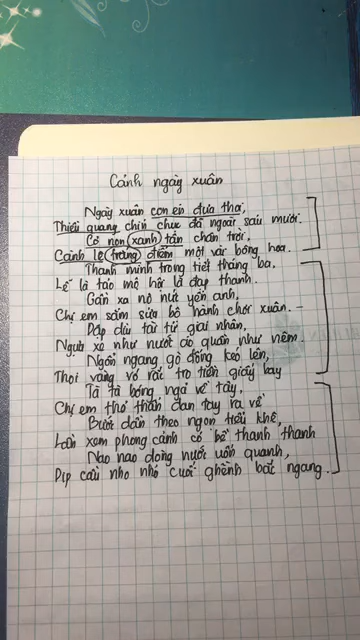 Cảnh ngày xuân
Ngày xuân con én đưa thoi,
Thiều quang chín chục đã ngoài sáu mươi.
Cỏ non xanh tận chân trời,
Cành lê trắng điểm một vài bông hoa.
Thanh minh trong tiết tháng ba,
Lễ là tảo mộ hội là đạp thanh.
Gần xa nô nức yến anh,
Chị em sắm sửa bộ hành chơi xuân.
Dập dìu tài tử giai nhân,
Ngựa xe như nước áo quần như nêm.
Ngổn ngang gò đống kéo lên,
Thoi vàng vó rắc tro tiền giấy bay
Tà tà bóng ngả về tây,
Chị em thơ thẩn dan tay ra về
Bước dần theo ngọn tiểu khê,
Lần xem phong cảnh có bề thanh thanh
Nao nao dòng nước uốn quanh,
Dịp cầu nho nhỏ cuối ghềnh bắc ngang.